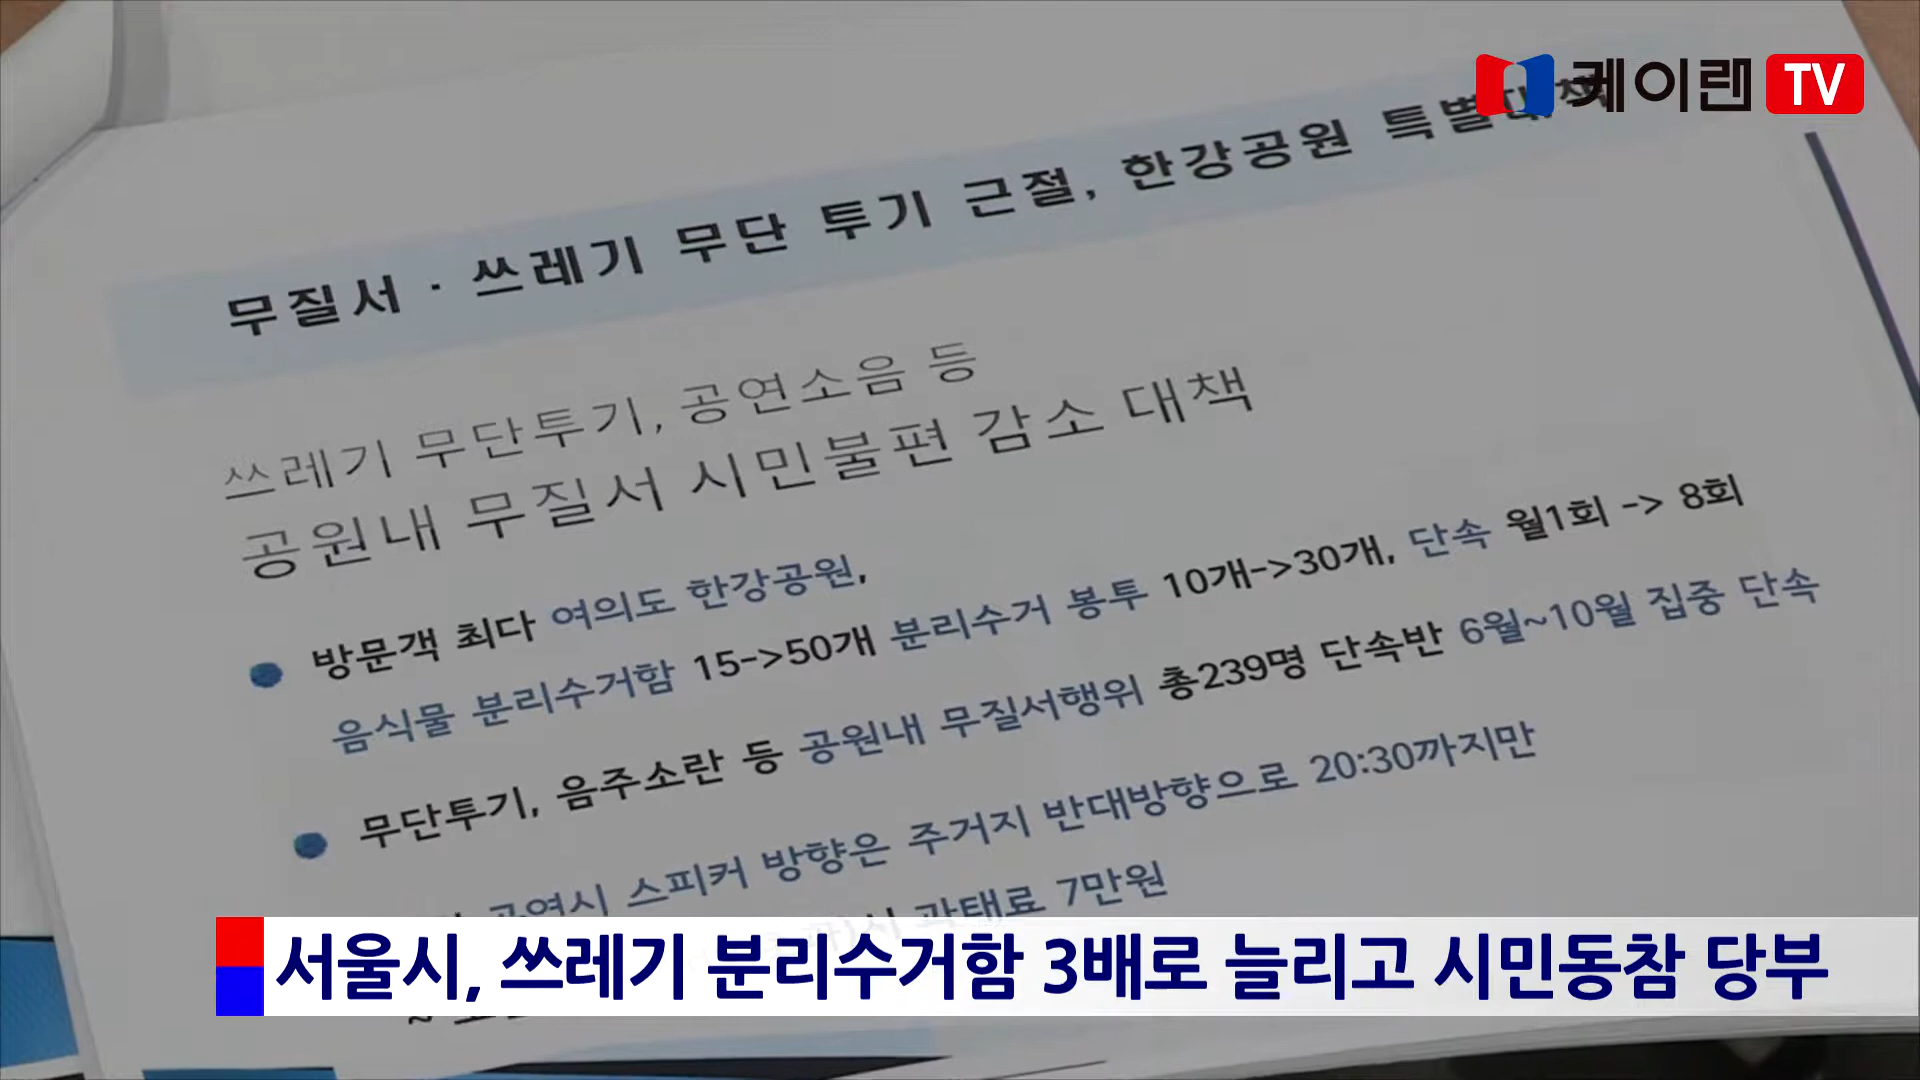 케이랜 TV
무질서 · 쓰레기 무단 투기 근절, 한강공원 특별대책
쓰레기 무단투기, 공연소음 등
공원내 무질서 시민불편 감소 대책
방문객 최다 여의도 한강공원,
음식물 분리수거함 15->50개 분리수거 봉투 10개->30개, 단속 월1회 -> 8회
무단투기, 음주소란 등 공원내 무질서행위 총239명 단속반 6월~10월 집중 단속
공연시 스피커 방향은 주거지 반대방향으로 20:30까지만
과태료 7만원
서울시, 쓰레기 분리수거함 3배로 늘리고 시민동참 당부